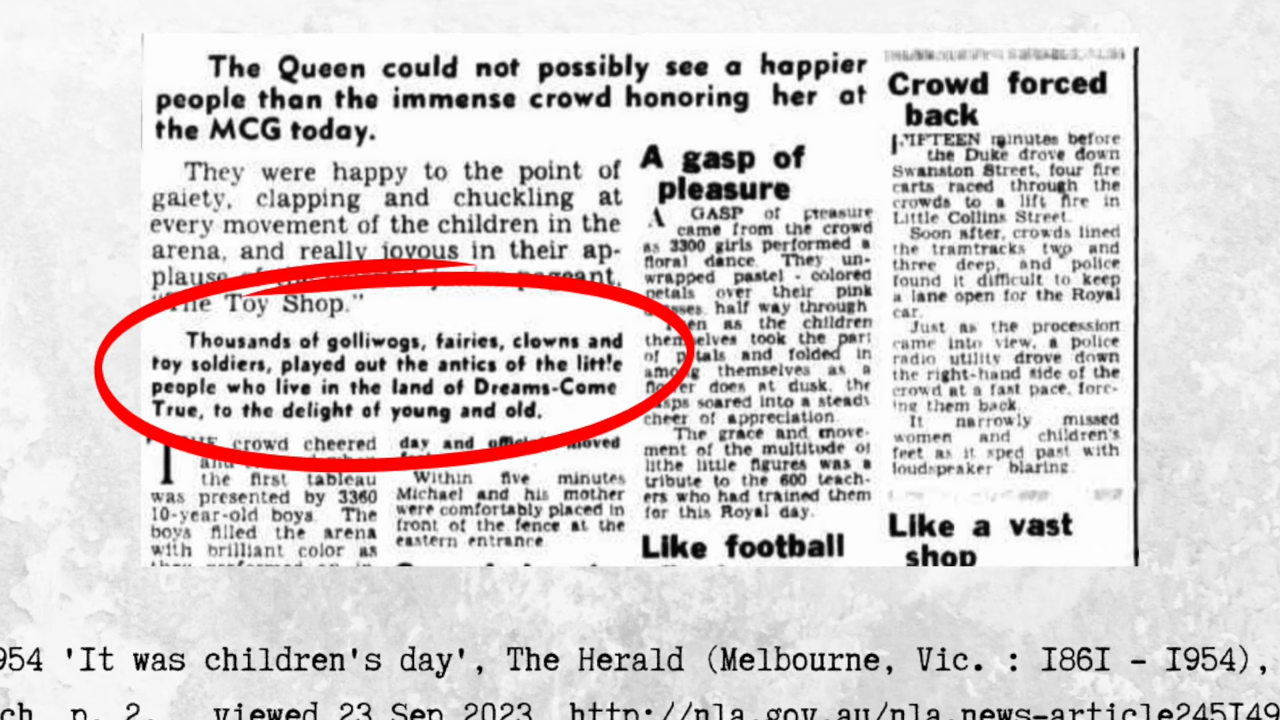 The Queen could not possibly see a happier
people than the immense crowd honoring her at
the MCG today.
They were happy to the point of
gaiety, clapping and chuckling at
every movement of the children in the
arena, and really joyous in their ap-
plause pageant,
"The Toy Shop."
Thousands of golliwogs, fairies, clowns and
toy soldiers, played out the antics of the little
people who live in the land of Dreams-Come
True, to the delight of young and old.
THE crowd cheered
and
the first tableau
was presented by 3360
10-year-old boys. The
boys filled the arena
with brilliant color as
day and moved
Within five minutes
Michael and his mother
were comfortably placed in
front of the fence at the
eastern entrance.
A gasp of
pleasure
A GASP of pleasure
came from the crowd
as 3300 girls performed a
floral dance. They un-
wrapped pastel - colored
petals over their pink
dresses half way through
Then as the children
themselves took the part
of petals and folded in
among themselves as a
flower does at dusk, the
gasps soared into a steady
cheer of appreciation.
The grace and move-
ment of the multitude of
lithe little figures was a
tribute to the 600 teach-
ers who had trained them
for this Royal day.
Like football
Crowd forced
back
FIFTEEN minutes before
the Duke drove down
Swanston Street, four fire
carts raced through the
crowds to a lift fire in
Little Collins Street.
Soon after, crowds lined
the tramtracks two and
three deep, and police
found it difficult to keep
a lane open for the Royal
car.
Just as the procession
came into view, a police
radio utility drove down
the right-hand side of the
crowd at a fast pace, forc-
ing them back.
It narrowly missed
women and children's
feet as it sped past with
loudspeaker blaring.
Like a vast
shop
954 'It was children's day', The Herald (Melbourne, Vic. : I86I - I954),
ch, p. 2. , viewed 23 Sep 2023, http://nla.gov.au/nla.news-article245I49